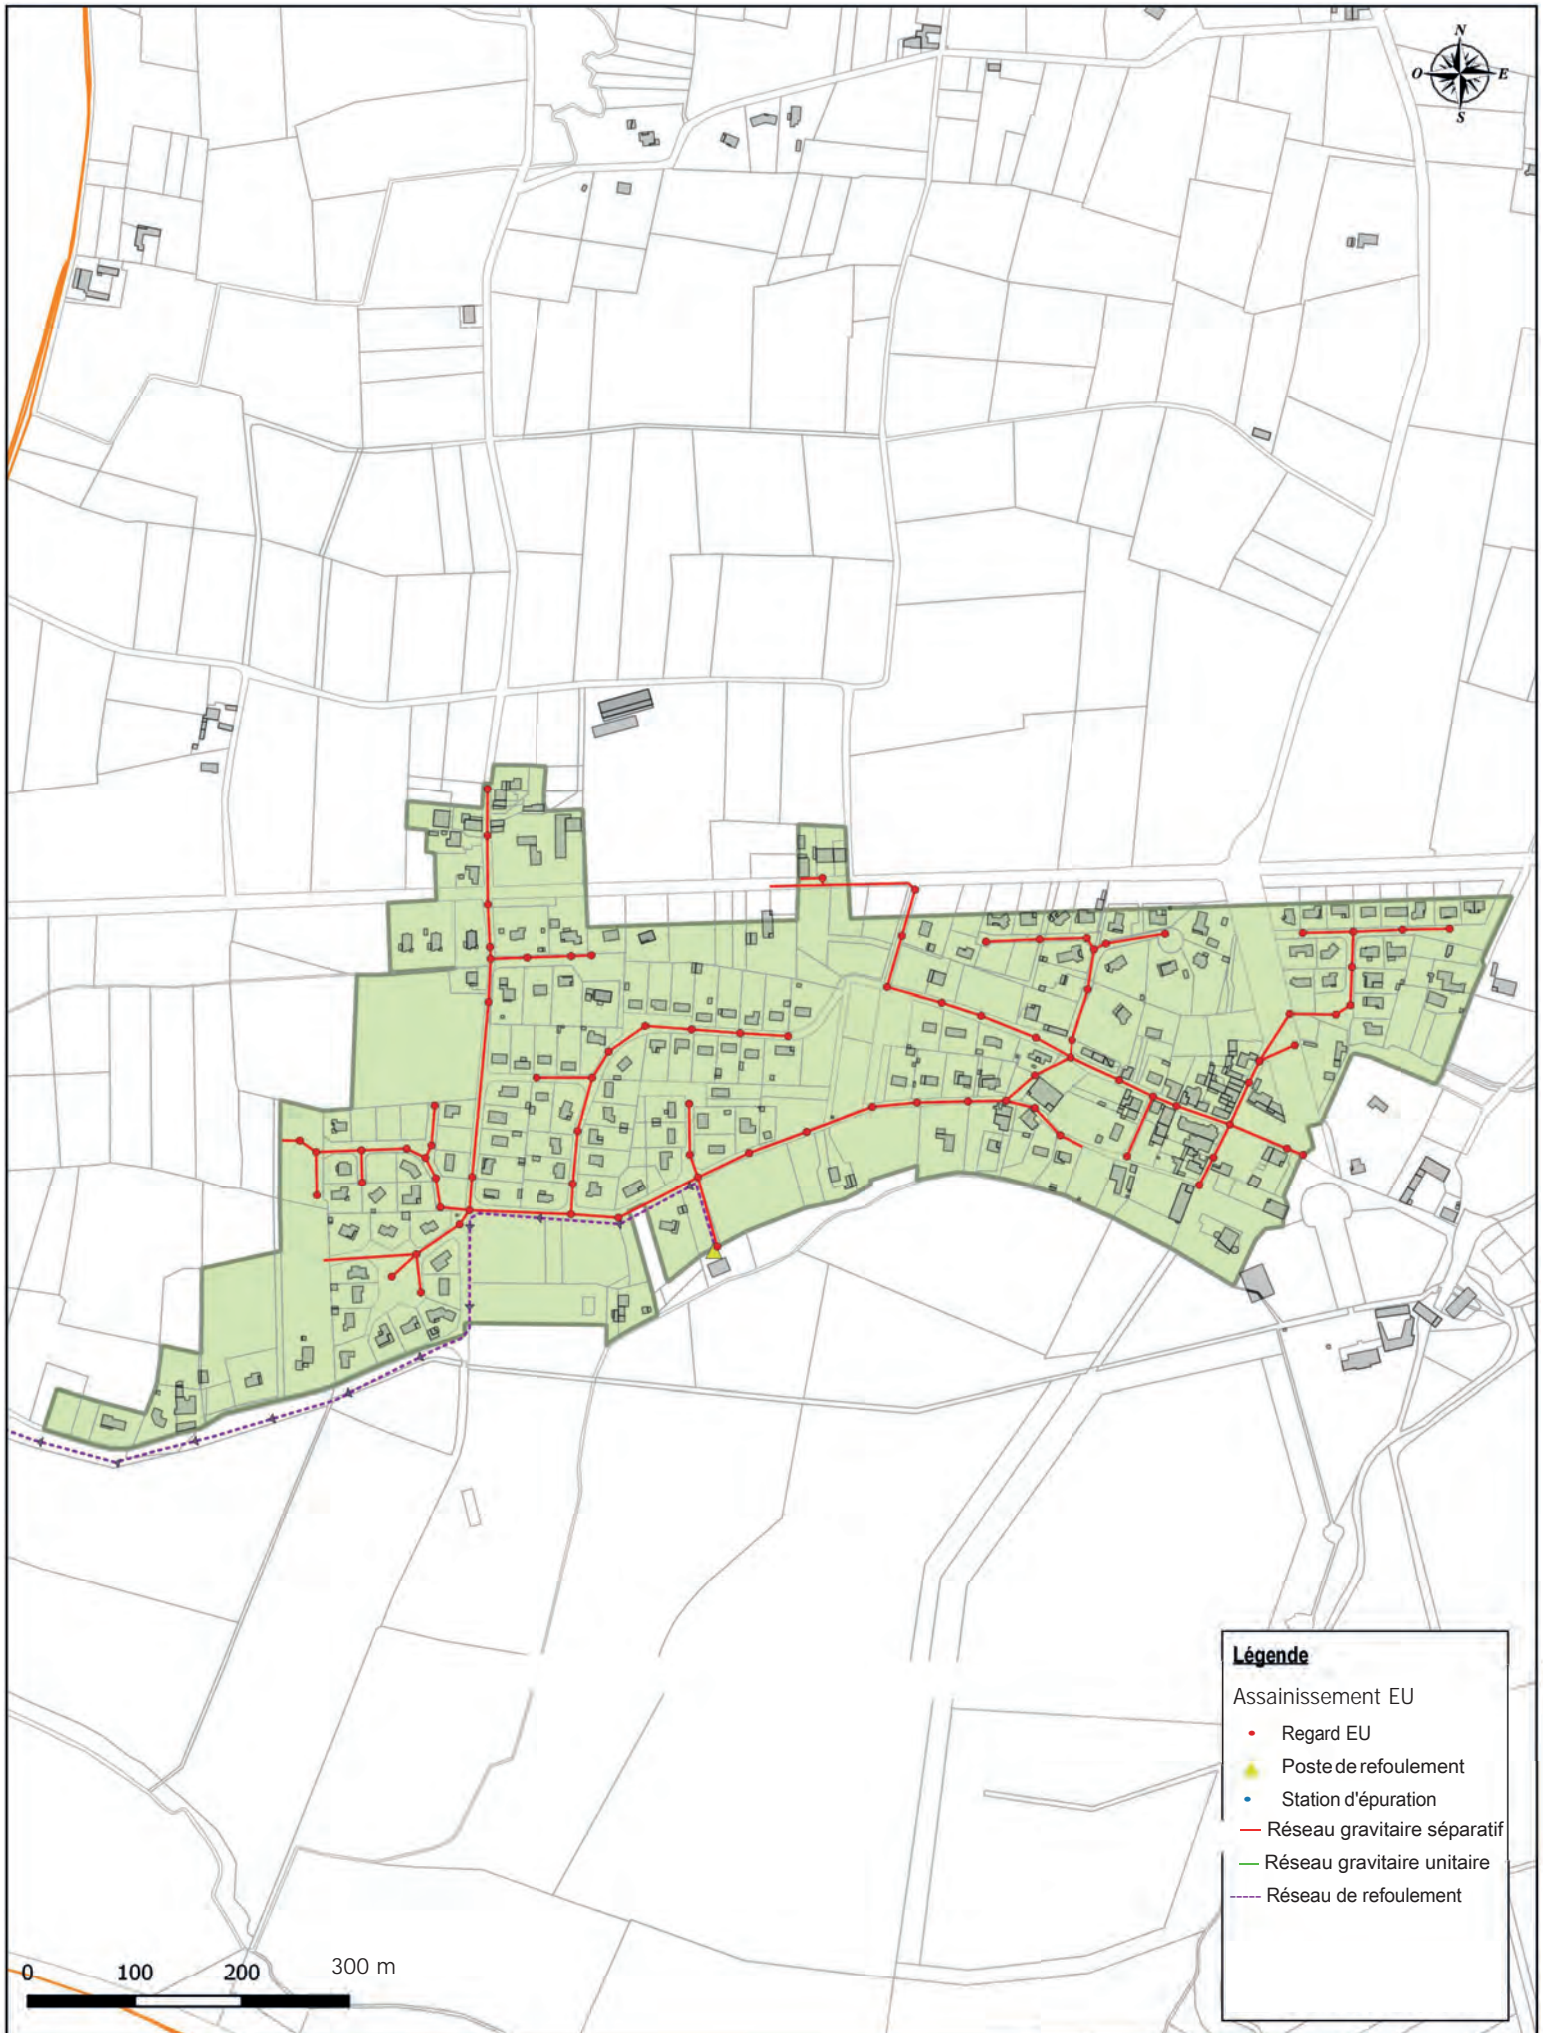 N
O E
S
Légende
Assainissement EU
Regard EU
Poste de refoulement
Station d'épuration
Réseau gravitaire séparatif
Réseau gravitaire unitaire
Réseau de refoulement
0 100 200 300 m